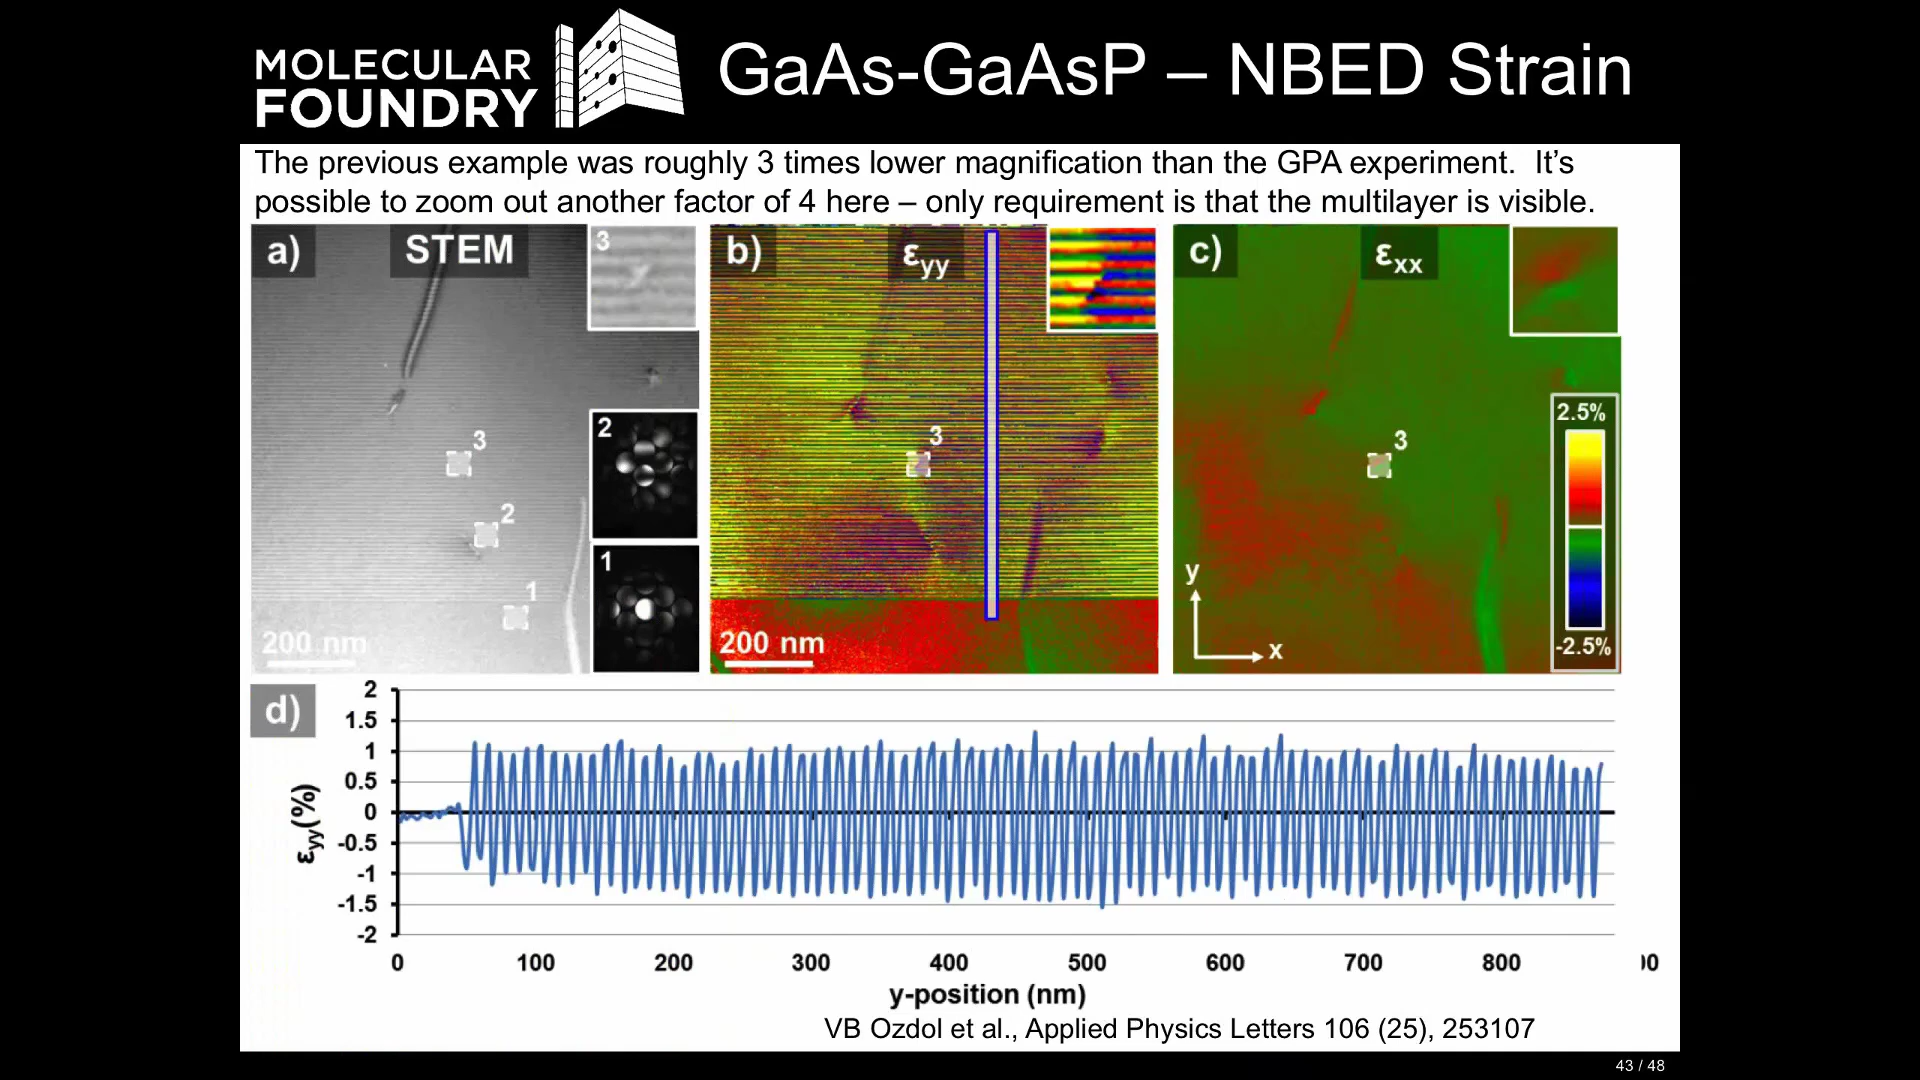 MOLECULAR
FOUNDRY
GaAs-GaAsP – NBED Strain
The previous example was roughly 3 times lower magnification than the GPA experiment.  It’s
possible to zoom out another factor of 4 here – only requirement is that the multilayer is visible.
a)
STEM
3
3
2
2
1
1
200 nm
b)
εyy
3
200 nm
c)
εxx
3
2.5%
-2.5%
y
x
d)
2
1.5
1
0.5
0
-0.5
-1
-1.5
-2
εyy(%)
0 100 200 300 400 500 600 700 800
y-position (nm)
VB Ozdol et al., Applied Physics Letters 106 (25), 253107
43 / 48